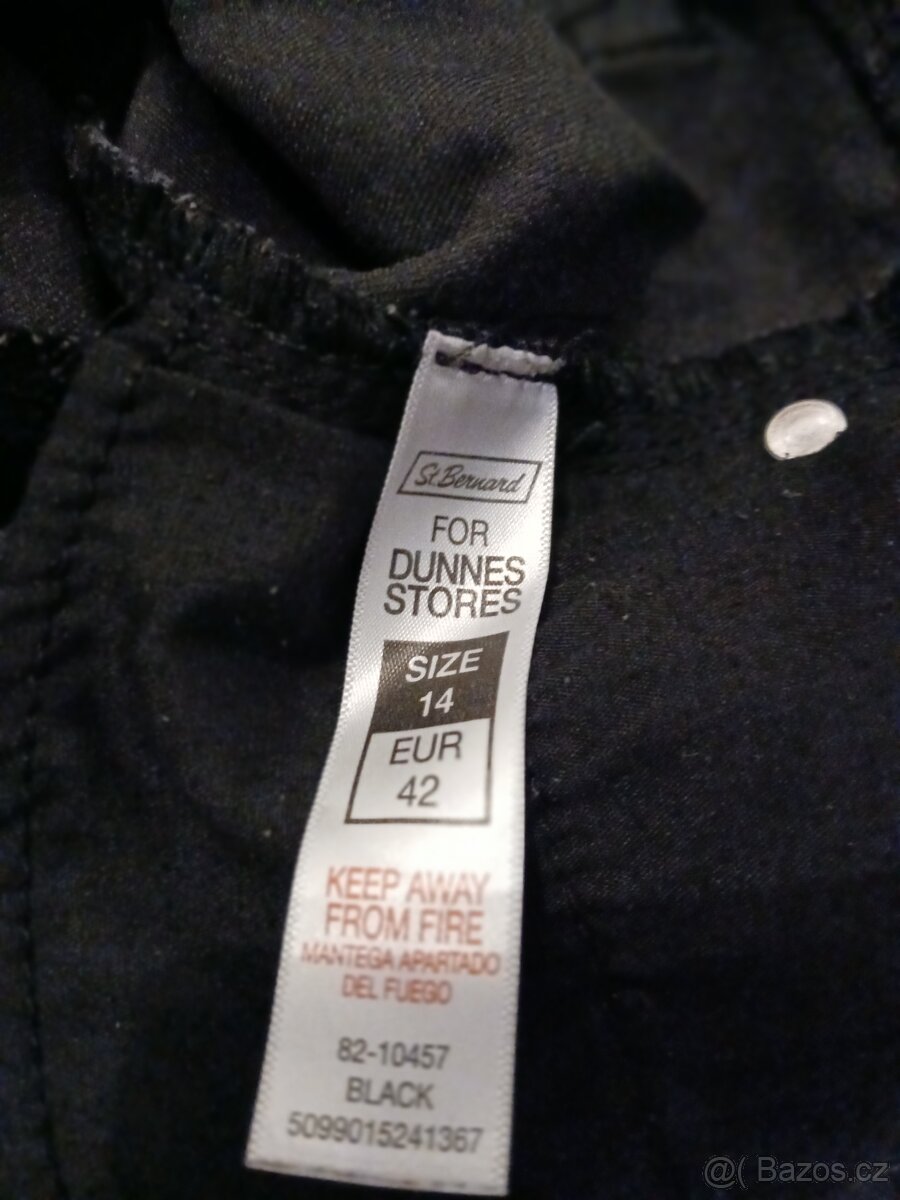 St.Bernard
FOR
DUNNES
STORES
SIZE
14
EUR
42
KEEP AWAY
FROM FIRE
MANTEGA APARTADO
DEL FUEGO
82-10457
BLACK
5099015241367
@( Bazos.cz